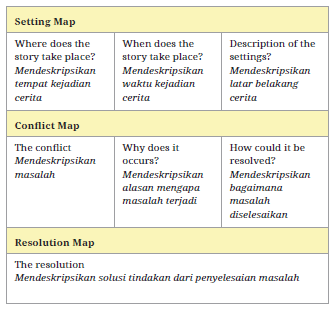 Setting Map
Where does the
story take place?
Mendeskripsikan
tempat kejadian
cerita
When does the
story take place?
Mendeskripsikan
waktu kejadian
cerita
Description of the
settings?
Mendeskripsikan
latar belakang
cerita
Conflict Map
The conflict
Mendeskripsikan
masalah
Why does it
occurs?
Mendeskripsikan
alasan mengapa
masalah terjadi
How could it be
resolved?
Mendeskripsikan
bagaimana
masalah
diselesaikan
Resolution Map
The resolution
Mendeskripsikan solusi tindakan dari penyelesaian masalah